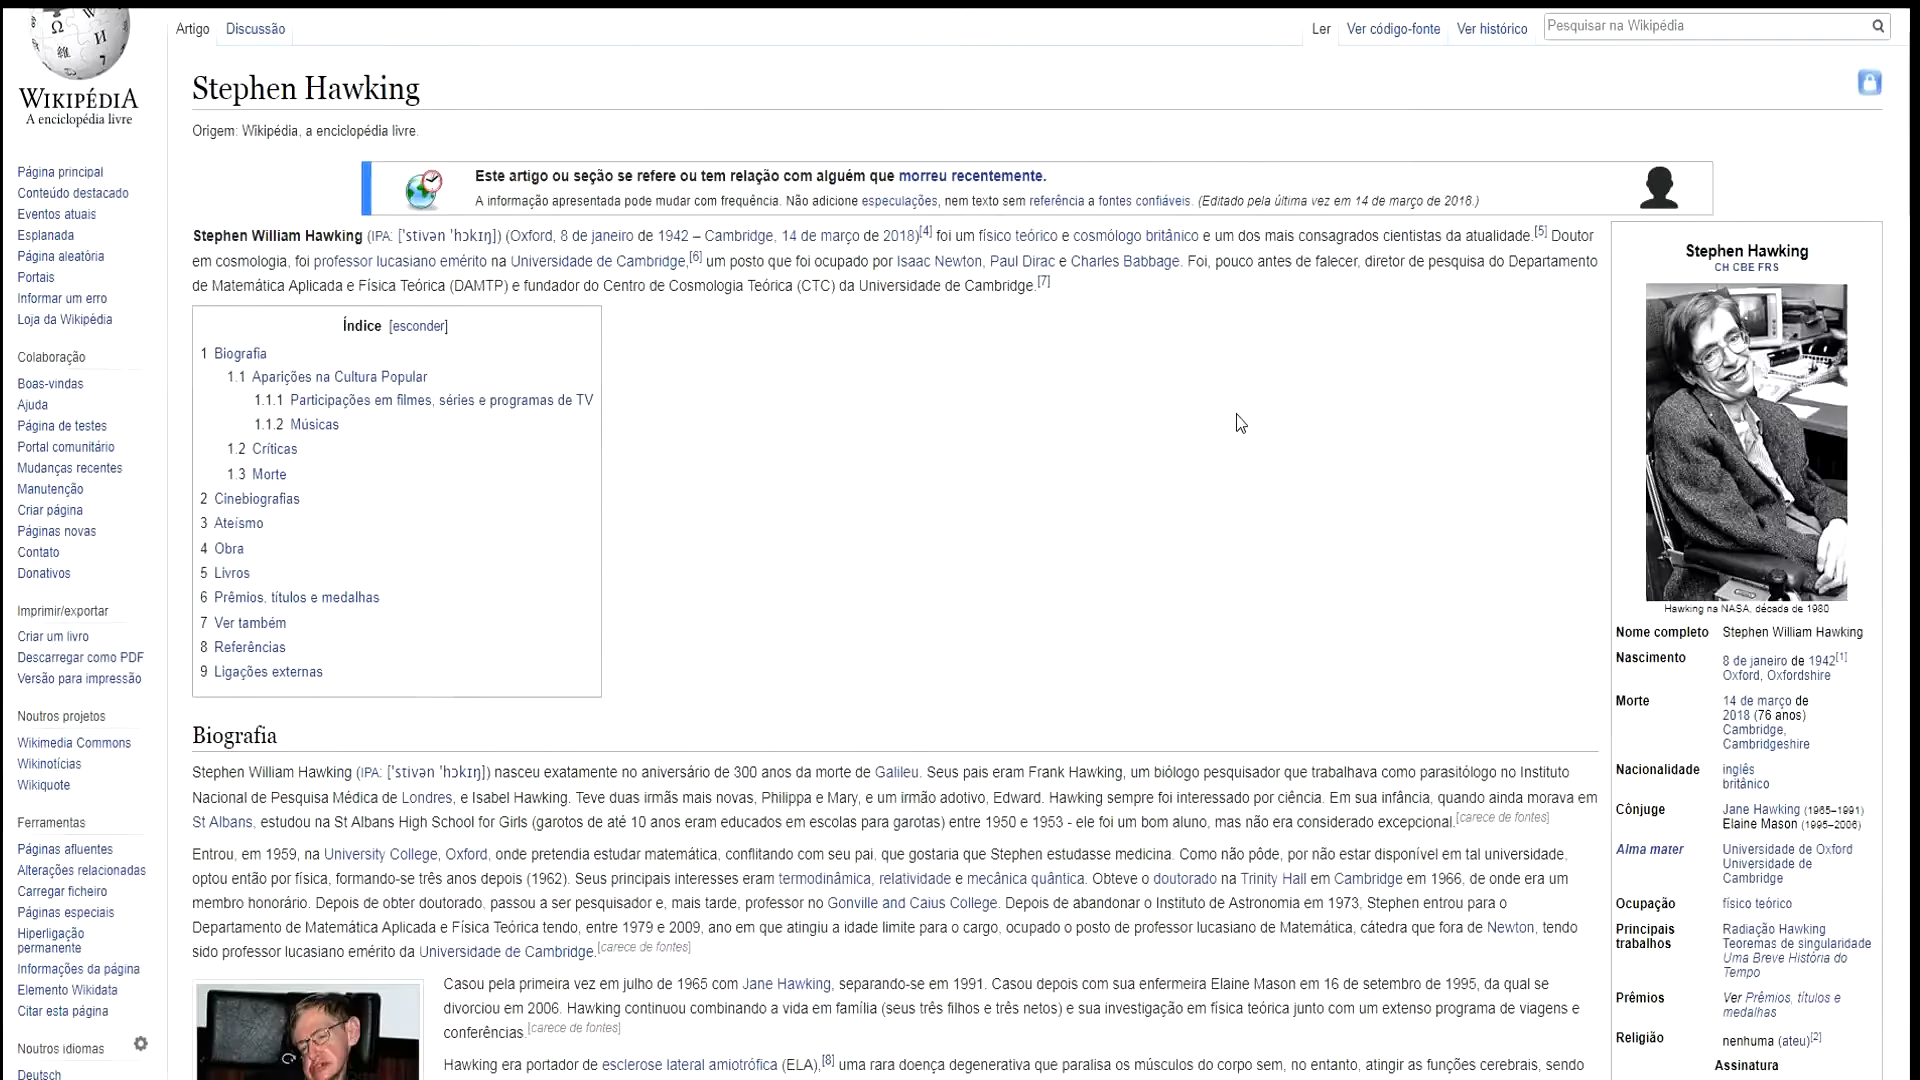 WIKIPÉDIA
A enciclopédia livre
Artigo
Discussão
Ler
Ver código-fonte
Ver histórico
Pesquisar na Wikipédia
Página principal
Conteúdo destacado
Eventos atuais
Esplanada
Página aleatória
Portais
Informar um erro
Loja da Wikipédia
Colaboração
Boas-vindas
Ajuda
Página de testes
Portal comunitário
Mudanças recentes
Manutenção
Criar página
Páginas novas
Contato
Donativos
Imprimir/exportar
Criar um livro
Descarregar como PDF
Versão para impressão
Noutros projetos
Wikimedia Commons
Wikinotícias
Wikiquote
Ferramentas
Páginas afluentes
Alterações relacionadas
Carregar ficheiro
Páginas especiais
Hiperligação
permanente
Informações da página
Elemento Wikidata
Citar esta página
Noutros idiomas
Deutsch
Stephen Hawking
Origem: Wikipédia, a enciclopédia livre.
Este artigo ou seção se refere ou tem relação com alguém que morreu recentemente.
A informação apresentada pode mudar com frequência. Não adicione especulações, nem texto sem referência a fontes confiáveis. (Editado pela última vez em 14 de março de 2018.)
Stephen William Hawking (IPA: ['stivən 'hɔkɪŋ]) (Oxford, 8 de janeiro de 1942 – Cambridge, 14 de março de 2018)[4] foi um físico teórico e cosmólogo britânico e um dos mais consagrados cientistas da atualidade.[5] Doutor
em cosmologia, foi professor lucasiano emérito na Universidade de Cambridge,[6] um posto que foi ocupado por Isaac Newton, Paul Dirac e Charles Babbage. Foi, pouco antes de falecer, diretor de pesquisa do Departamento
de Matemática Aplicada e Física Teórica (DAMTP) e fundador do Centro de Cosmologia Teórica (CTC) da Universidade de Cambridge.[7]
Índice [esconder]
1 Biografia
1.1 Aparições na Cultura Popular
1.1.1 Participações em filmes, séries e programas de TV
1.1.2 Músicas
1.2 Críticas
1.3 Morte
2 Cinebiografias
3 Ateísmo
4 Obra
5 Livros
6 Prêmios, títulos e medalhas
7 Ver também
8 Referências
9 Ligações externas
Biografia
Stephen William Hawking (IPA: ['stivən 'hɔkɪŋ]) nasceu exatamente no aniversário de 300 anos da morte de Galileu. Seus pais eram Frank Hawking, um biólogo pesquisador que trabalhava como parasitólogo no Instituto
Nacional de Pesquisa Médica de Londres, e Isabel Hawking. Teve duas irmãs mais novas, Philippa e Mary, e um irmão adotivo, Edward. Hawking sempre foi interessado por ciência. Em sua infância, quando ainda morava em
St Albans, estudou na St Albans High School for Girls (garotos de até 10 anos eram educados em escolas para garotas) entre 1950 e 1953 - ele foi um bom aluno, mas não era considerado excepcional.[carece de fontes]
Entrou, em 1959, na University College, Oxford, onde pretendia estudar matemática, conflitando com seu pai, que gostaria que Stephen estudasse medicina. Como não pôde, por não estar disponível em tal universidade,
optou então por física, formando-se três anos depois (1962). Seus principais interesses eram termodinâmica, relatividade e mecânica quântica. Obteve o doutorado na Trinity Hall em Cambridge em 1966, de onde era um
membro honorário. Depois de obter doutorado, passou a ser pesquisador e, mais tarde, professor no Gonville and Caius College. Depois de abandonar o Instituto de Astronomia em 1973, Stephen entrou para o
Departamento de Matemática Aplicada e Física Teórica tendo, entre 1979 e 2009, ano em que atingiu a idade limite para o cargo, ocupado o posto de professor lucasiano de Matemática, cátedra que fora de Newton, tendo
sido professor lucasiano emérito da Universidade de Cambridge.[carece de fontes]
Casou pela primeira vez em julho de 1965 com Jane Hawking, separando-se em 1991. Casou depois com sua enfermeira Elaine Mason em 16 de setembro de 1995, da qual se
divorciou em 2006. Hawking continuou combinando a vida em família (seus três filhos e três netos) e sua investigação em física teórica junto com um extenso programa de viagens e
conferências.[carece de fontes]
Hawking era portador de esclerose lateral amiotrófica (ELA),[8] uma rara doença degenerativa que paralisa os músculos do corpo sem, no entanto, atingir as funções cerebrais, sendo
Stephen Hawking
CH CBE FRS
Hawking na NASA, década de 1980
Nome completo Stephen William Hawking
Nascimento 8 de janeiro de 1942[1]
Oxford, Oxfordshire
Morte 14 de março de
2018 (76 anos)
Cambridge,
Cambridgeshire
Nacionalidade inglês
britânico
Cônjuge Jane Hawking (1965–1991)
Elaine Mason (1995–2006)
Alma mater Universidade de Oxford
Universidade de
Cambridge
Ocupação físico teórico
Principais Radiação Hawking
trabalhos Teoremas de singularidade
Uma Breve História do
Tempo
Prêmios Ver Prêmios, títulos e
medalhas
Religião nenhuma (ateu)[2]
Assinatura